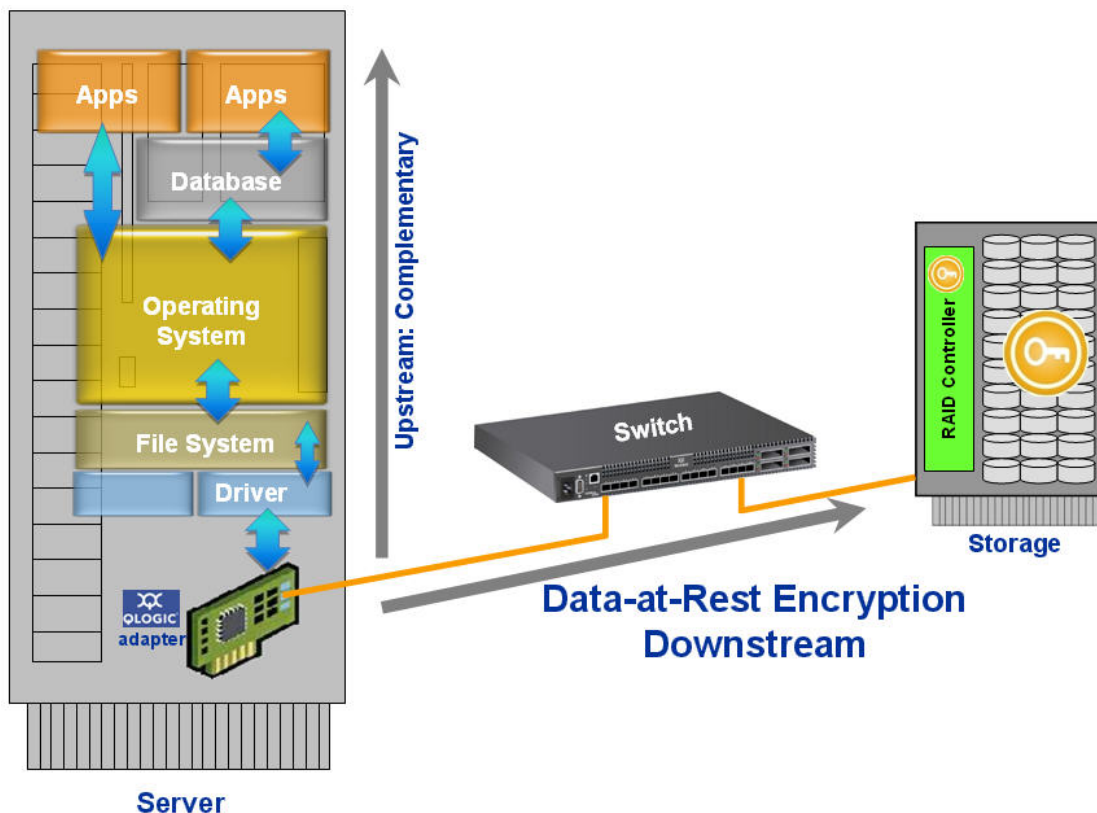 Apps
Apps
Database
Operating
System
File System
Driver
QLOGIC
adapter
Server
Upstream: Complementary
Switch
RAID Controller
Storage
Data-at-Rest Encryption
Downstream